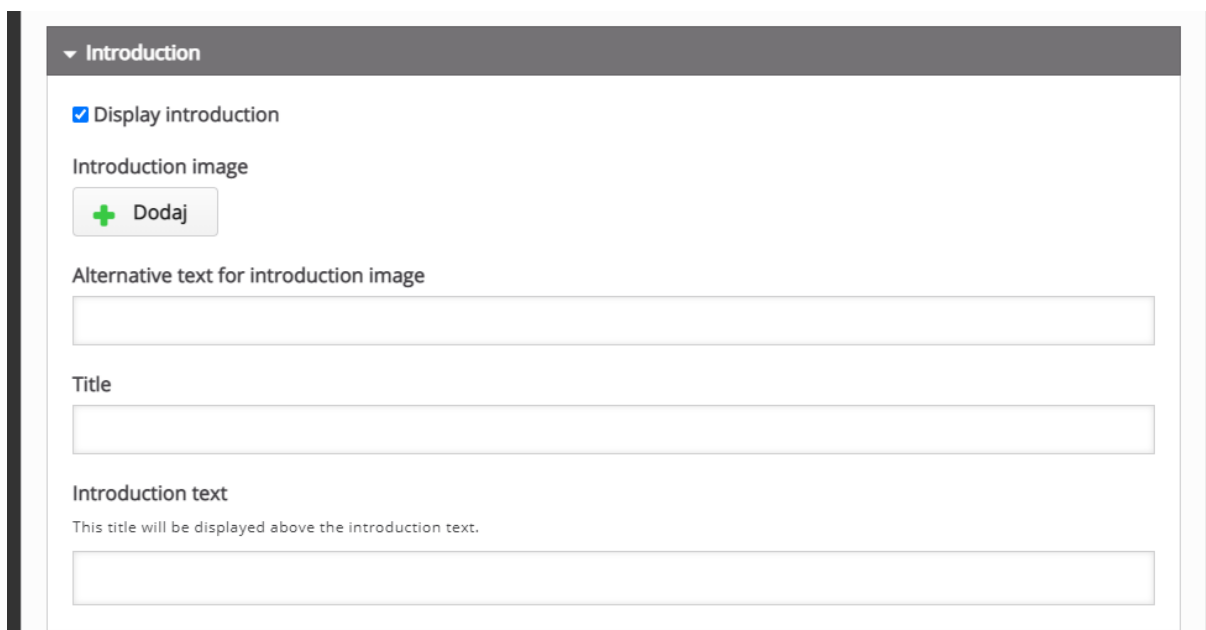 Introduction
Display introduction
Introduction image
Dodaj
Alternative text for introduction image
Title
Introduction text
This title will be displayed above the introduction text.